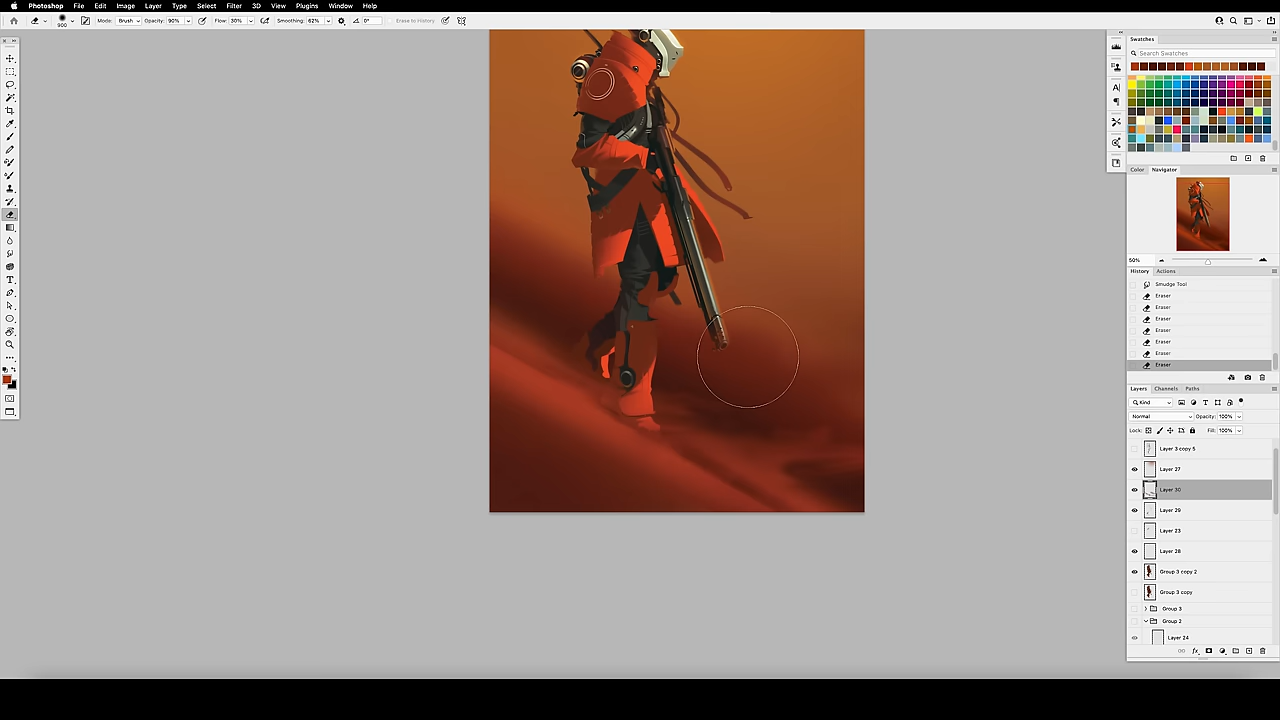 Photoshop File Edit Image Layer Type Select Filter 3D View Plugins Window Help
900 Mode: Brush Opacity: 90% Flow: 30% Smoothing: 62% 0° Erase to History
Swatches
Search Swatches
Color Navigator
50%
History Actions
Smudge Tool
Eraser
Eraser
Eraser
Eraser
Eraser
Eraser
Eraser
Layers Channels Paths
Kind
Normal Opacity: 100%
Lock: Fill: 100%
Layer 3 copy 5
Layer 27
Layer 30
Layer 29
Layer 23
Layer 28
Group 3 copy 2
Group 3 copy
Group 3
Group 2
Layer 24